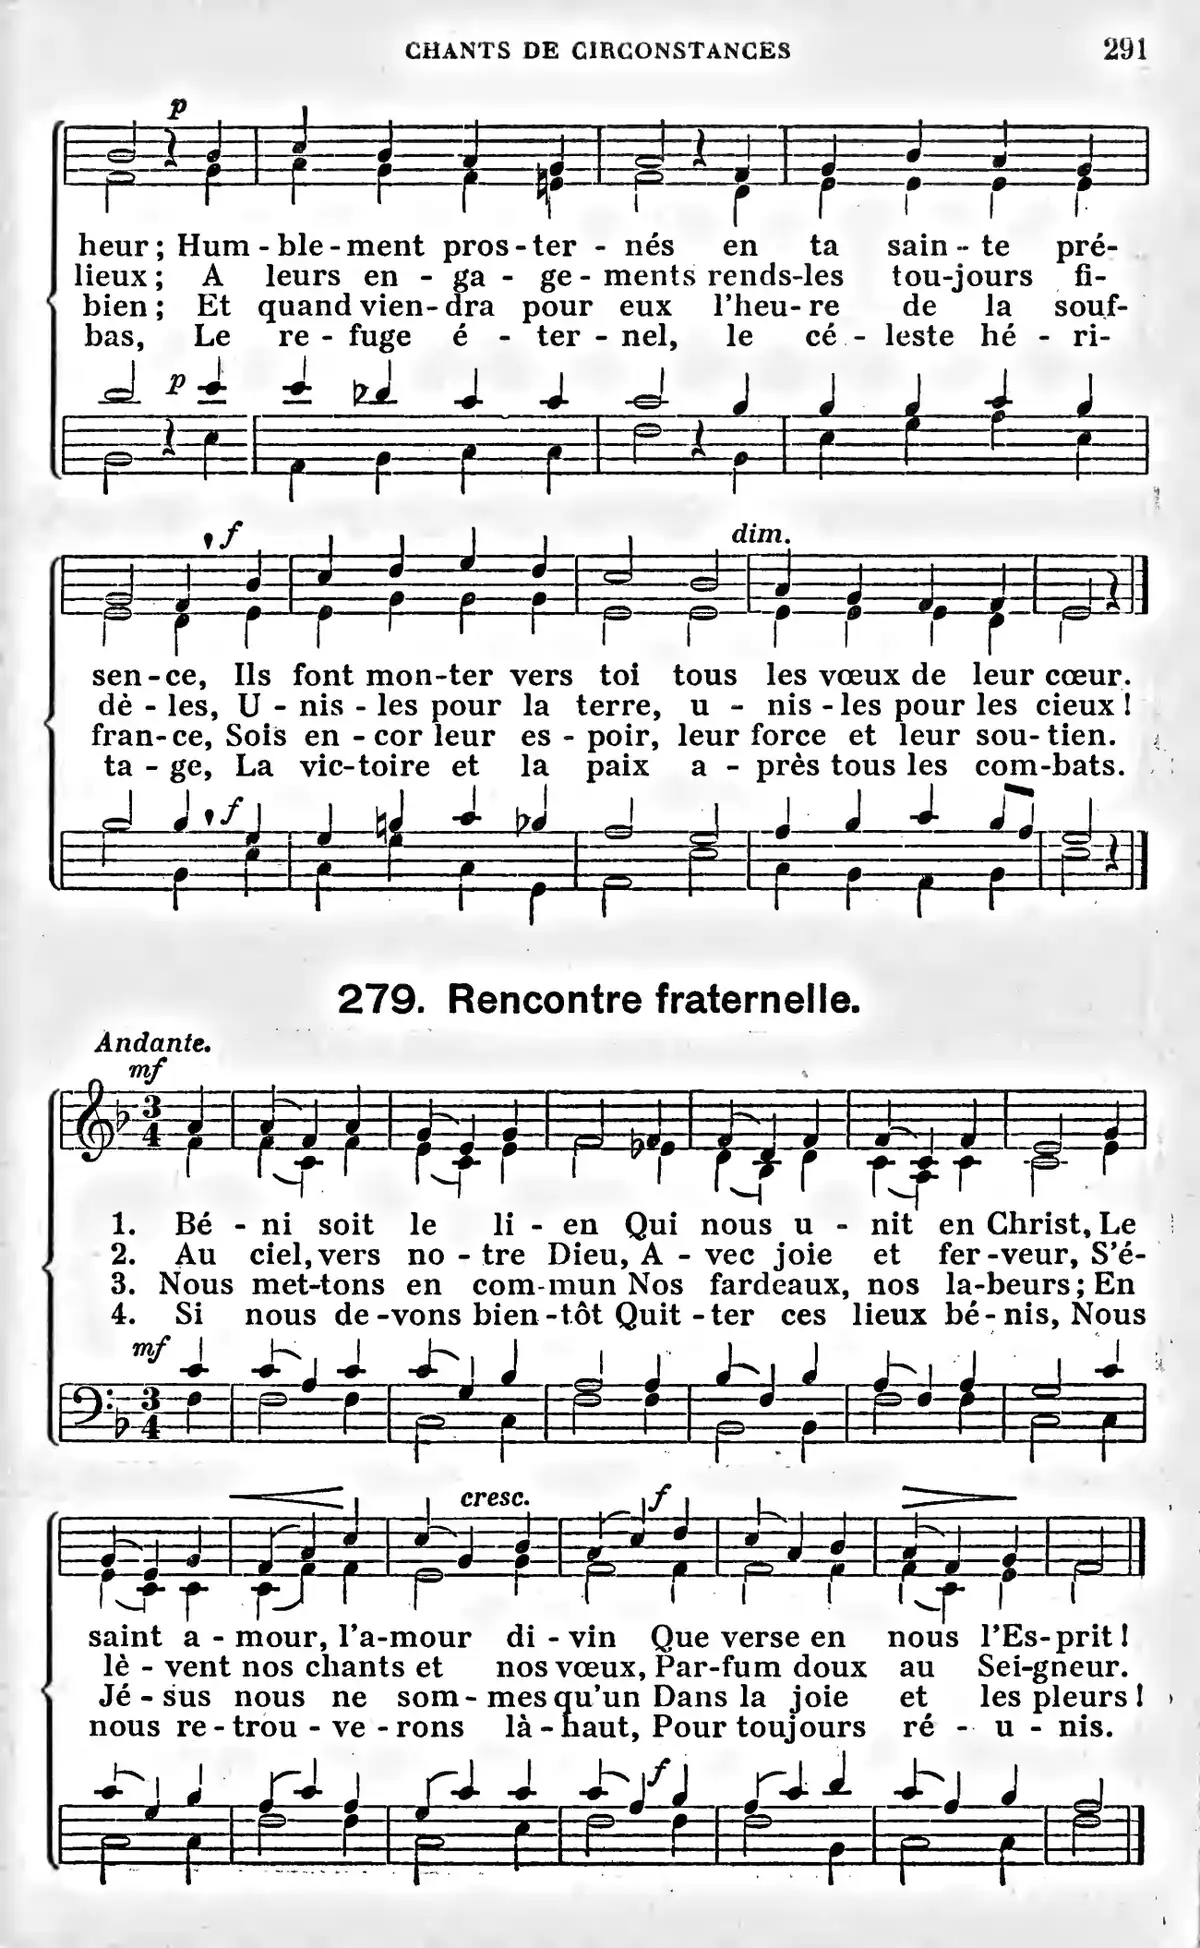 CHANTS DE CIRCONSTANCES 291
p
heur; Hum - ble - ment pros - ter - nés en ta sain - te pré-
lieux; A leurs en - ga - ge - ments rends-les tou-jours fi-
bien; Et quand vien-dra pour eux l'heu-re de la souf-
bas, Le re - fuge é - ter - nel, le cé - leste hé - ri-
p
f dim.
sen-ce, Ils font mon-ter vers toi tous les vœux de leur cœur.
dè - les, U - nis - les pour la terre, u - nis - les pour les cieux!
fran-ce, Sois en - cor leur es - poir, leur force et leur sou-tien.
ta - ge, La vic-toire et la paix a - près tous les com-bats.
f
279. Rencontre fraternelle.
Andante.
mf
3
4
1. Bé - ni soit le li - en Qui nous u - nit en Christ, Le
2. Au ciel, vers no - tre Dieu, A - vec joie et fer-veur, S'é-
3. Nous met-tons en com-mun Nos fardeaux, nos la-beurs; En
4. Si nous de-vons bien-tôt Quit-ter ces lieux bé-nis, Nous
mf
3
4
cresc. f
saint a - mour, l'a-mour di - vin Que verse en nous l'Es-prit!
lè - vent nos chants et nos vœux, Par-fum doux au Sei-gneur.
Jé - sus nous ne som - mes qu'un Dans la joie et les pleurs!
nous re - trou - ve - rons là - haut, Pour toujours ré - u - nis.
f